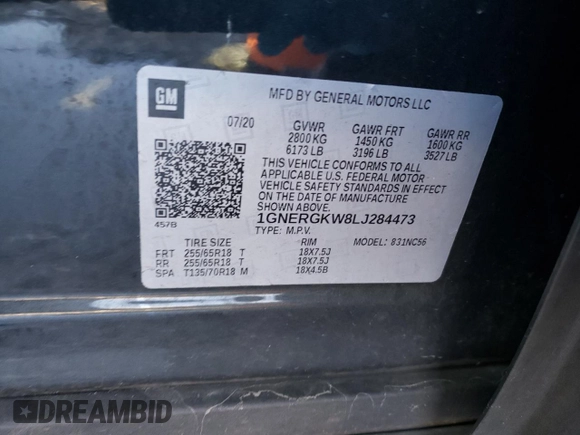 GM
MFD BY GENERAL MOTORS LLC
07/20
GVWR GAWR FRT GAWR RR
2800 KG 1450 KG 1600 KG
6173 LB 3196 LB 3527 LB
THIS VEHICLE CONFORMS TO ALL
APPLICABLE U.S. FEDERAL MOTOR
VEHICLE SAFETY STANDARDS IN EFFECT
ON THE DATE OF MANUFACTURE
SHOWN ABOVE.
457B
1GNERGKW8LJ284473
TYPE: M.P.V. MODEL: 831NC56
TIRE SIZE RIM
FRT 255/65R18 T 18X7.5J
RR 255/65R18 T 18X7.5J
SPA T135/70R18 M 18X4.5B
DREAMBID